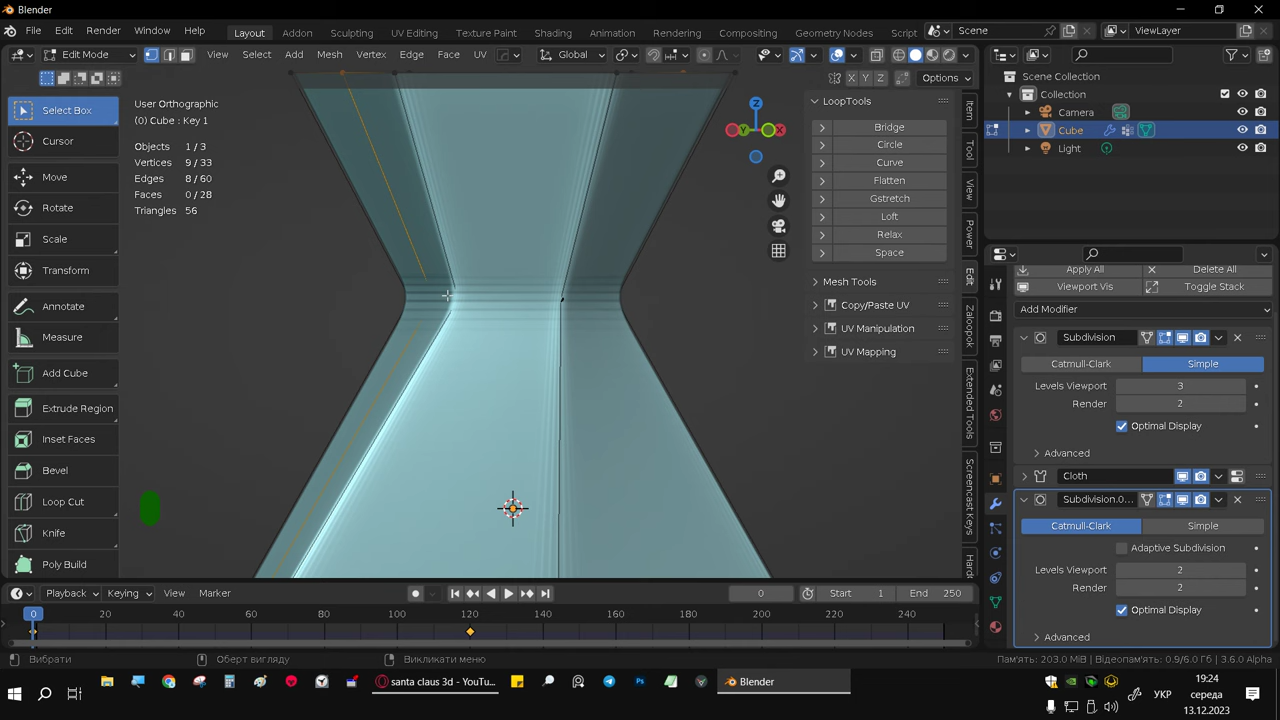 Blender
File Edit Render Window Help Layout Addon Sculpting UV Editing Texture Paint Shading Animation Rendering Compositing Geometry Nodes Scrip Scene ViewLayer
Edit Mode View Select Add Mesh Vertex Edge Face UV Global
X Y Z Options
Select Box
Cursor
Move
Rotate
Scale
Transform
Annotate
Measure
Add Cube
Extrude Region
Inset Faces
Bevel
Loop Cut
Knife
Poly Build
User Orthographic
(0) Cube : Key 1
Objects 1/3
Vertices 9/33
Edges 8/60
Faces 0/28
Triangles 56
Z
Y X
LoopTools
Bridge
Circle
Curve
Flatten
Gstretch
Loft
Relax
Space
Mesh Tools
Copy/Paste UV
UV Manipulation
UV Mapping
Item
Tool
View
Power
Edit
Zaloopok
Extended Tools
Screencast Keys
Hard
Scene Collection
Collection
Camera
Cube
Light
Apply All Delete All
Viewport Vis Toggle Stack
Add Modifier
Subdivision
Catmull-Clark Simple
Levels Viewport 3
Render 2
Optimal Display
Advanced
Cloth
Subdivision.0...
Catmull-Clark Simple
Adaptive Subdivision
Levels Viewport 2
Render 2
Optimal Display
Advanced
Playback Keying View Marker 0 Start 1 End 250
0 20 40 60 80 100 120 140 160 180 200 220 240
Вибрати Оберт вигляду Викликати меню Пам'ять: 203.0 MiB | Відеопам'ять: 0.9/6.0 Гб | 3.6.0 Alpha
santa claus 3d - YouTu... Blender
УКР
19:24
середа
13.12.2023